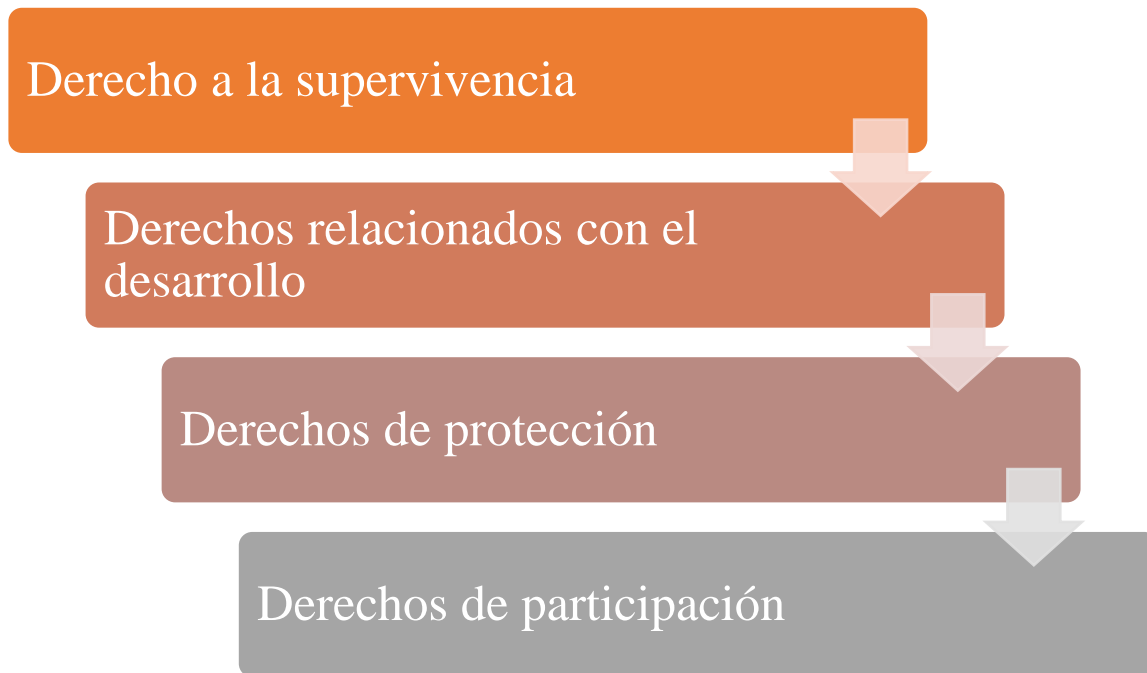 Derecho a la supervivencia
Derechos relacionados con el
desarrollo
Derechos de protección
Derechos de participación